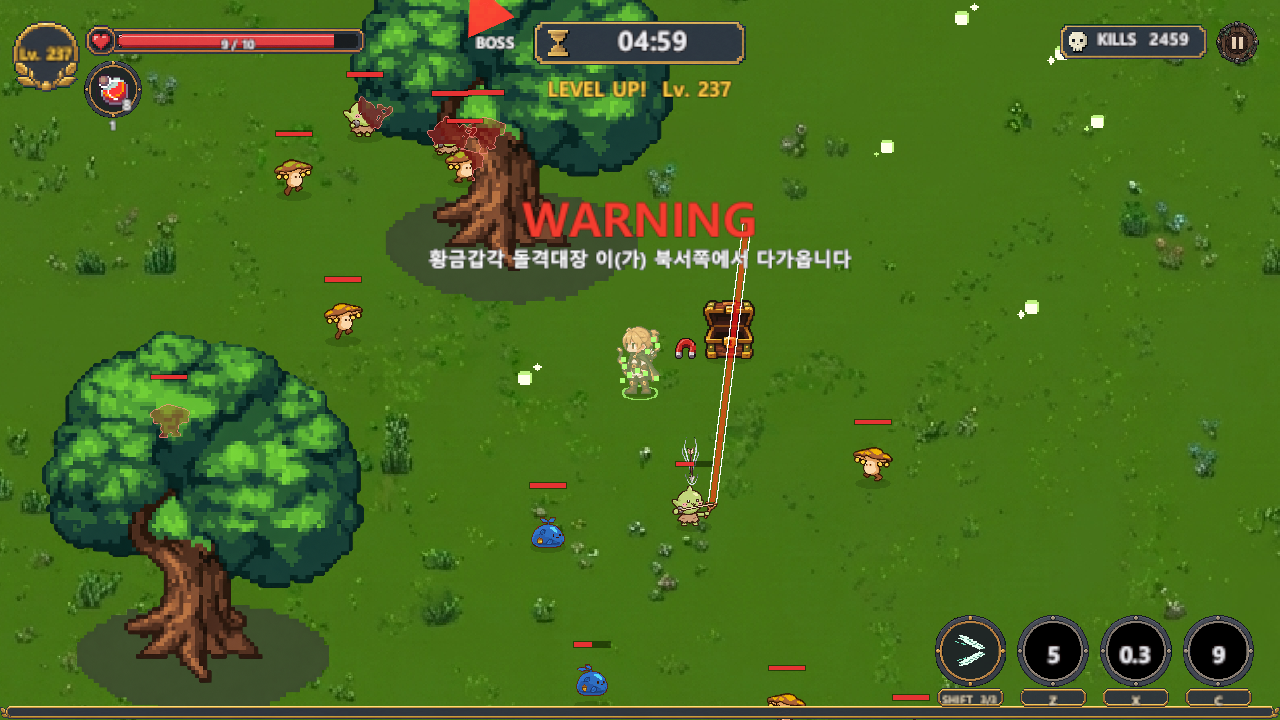 Lv. 237
9 / 10
BOSS
04:59
KILLS 2459
LEVEL UP! Lv. 237
8
1
WARNING
황금갑각 돌격대장 이(가) 북서쪽에서 다가옵니다
5
0.3
9
SHIFT 3/3
Z
X
C